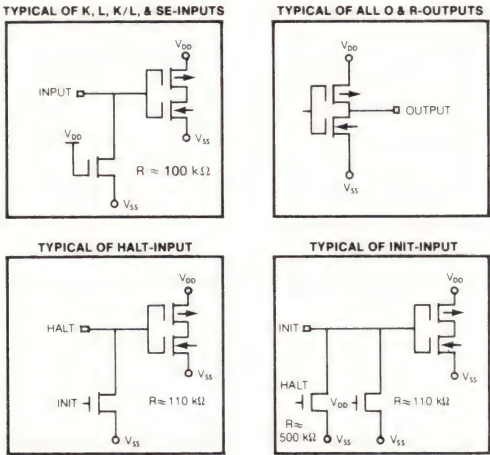 TYPICAL OF K, L, K/L, & SE-INPUTS
VDD
INPUT
VDD
VSS
R ≈ 100 kΩ
VSS
TYPICAL OF ALL O & R-OUTPUTS
VDD
OUTPUT
VSS
TYPICAL OF HALT-INPUT
VDD
HALT
VSS
INIT
R≈110 kΩ
VSS
TYPICAL OF INIT-INPUT
VDD
INIT
VSS
HALT
VDD
R≈110 kΩ
R≈
500 kΩ
VSS
VSS